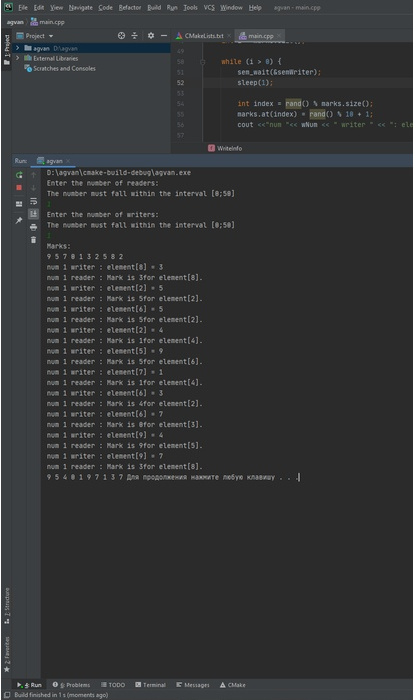 File Edit View Navigate Code Refactor Build Run Tools VCS Window Help agvan - main.cpp
agvan main.cpp
Project
CMakeLists.txt main.cpp
1: Project
agvan D:\agvan
External Libraries
Scratches and Consoles
50 while (i > 0) {
51 sem_wait(&semWriter);
52 sleep(1);
53
54 int index = rand() % marks.size();
55 marks.at(index) = rand() % 10 + 1;
56 cout <<"num "<< wNum << " writer " << ": ele
57
WriteInfo
Run: agvan
D:\agvan\cmake-build-debug\agvan.exe
Enter the number of readers:
The number must fall within the interval [0;50]
Enter the number of writers:
The number must fall within the interval [0;50]
Marks:
9 5 7 0 1 3 2 5 8 2
num 1 writer : element[8] = 3
num 1 reader : Mark is 3for element[8].
num 1 writer : element[2] = 5
num 1 reader : Mark is 5for element[2].
num 1 writer : element[6] = 5
num 1 reader : Mark is 5for element[2].
num 1 writer : element[2] = 4
num 1 reader : Mark is 1for element[4].
num 1 writer : element[5] = 9
num 1 reader : Mark is 5for element[6].
num 1 writer : element[7] = 1
num 1 reader : Mark is 1for element[4].
num 1 writer : element[6] = 3
num 1 reader : Mark is 4for element[2].
num 1 writer : element[6] = 7
num 1 reader : Mark is 0for element[3].
num 1 writer : element[9] = 4
num 1 reader : Mark is 9for element[5].
num 1 writer : element[9] = 7
num 1 reader : Mark is 3for element[8].
9 5 4 0 1 9 7 1 3 7 Для продолжения нажмите любую клавишу . . .
Z: Structure
2: Favorites
4: Run 6: Problems TODO Terminal Messages CMake
Build finished in 1 s (moments ago)